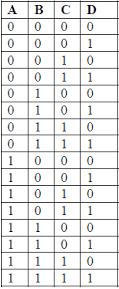 A B C D
0 0 0 0
0 0 0 1
0 0 1 0
0 0 1 1
0 1 0 0
0 1 0 1
0 1 1 0
0 1 1 1
1 0 0 0
1 0 0 1
1 0 1 0
1 0 1 1
1 1 0 0
1 1 0 1
1 1 1 0
1 1 1 1